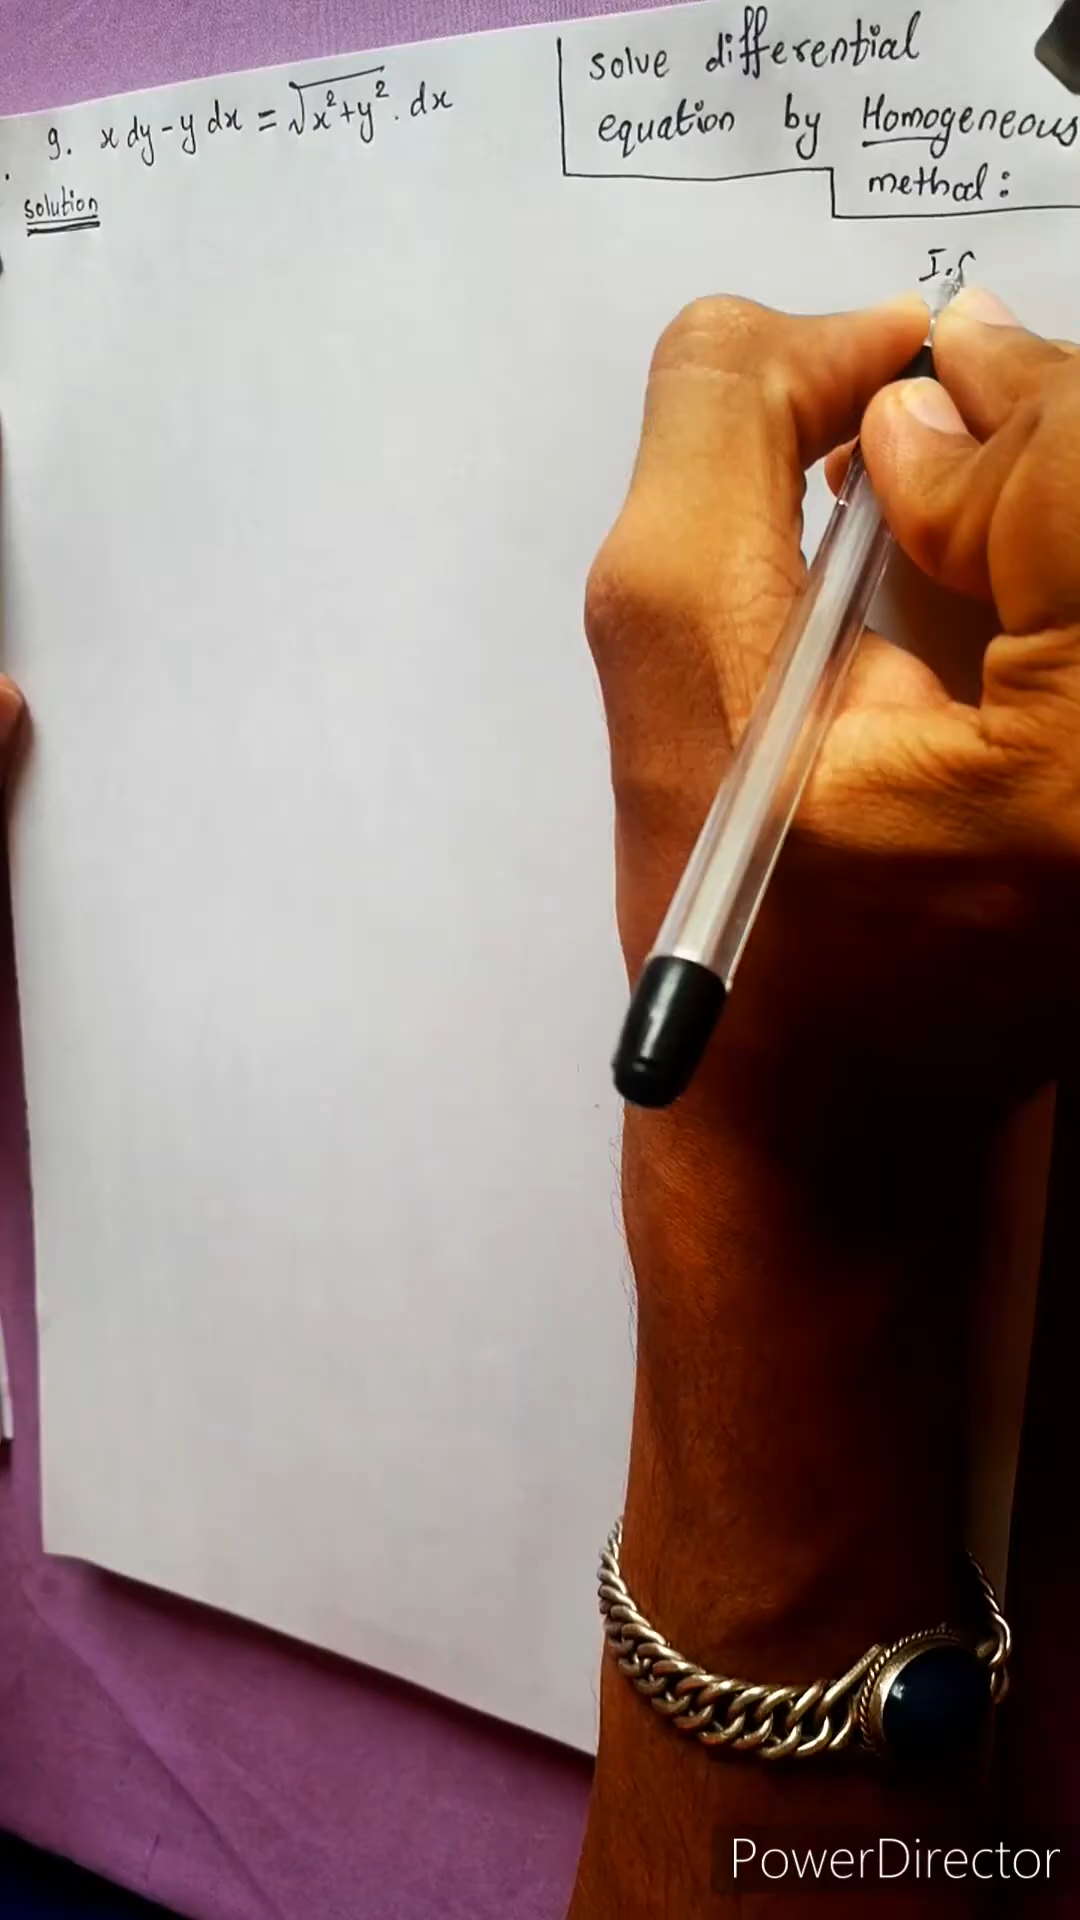 9. x dy - y dx = √x²+y² . dx
solution
solve differential
equation by Homogeneous
method:
I.
PowerDirector